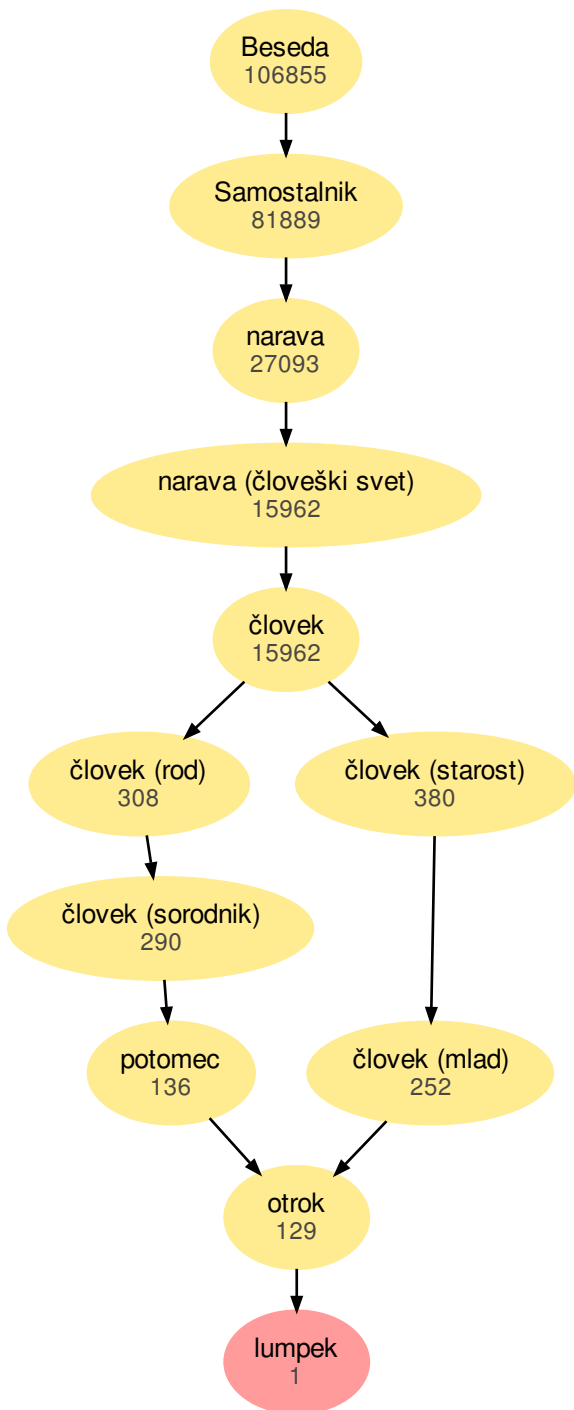 Beseda
106855
Samostalnik
81889
narava
27093
narava (človeški svet)
15962
človek
15962
človek (rod)
308
človek (starost)
380
človek (sorodnik)
290
potomec
136
človek (mlad)
252
otrok
129
lumpek
1